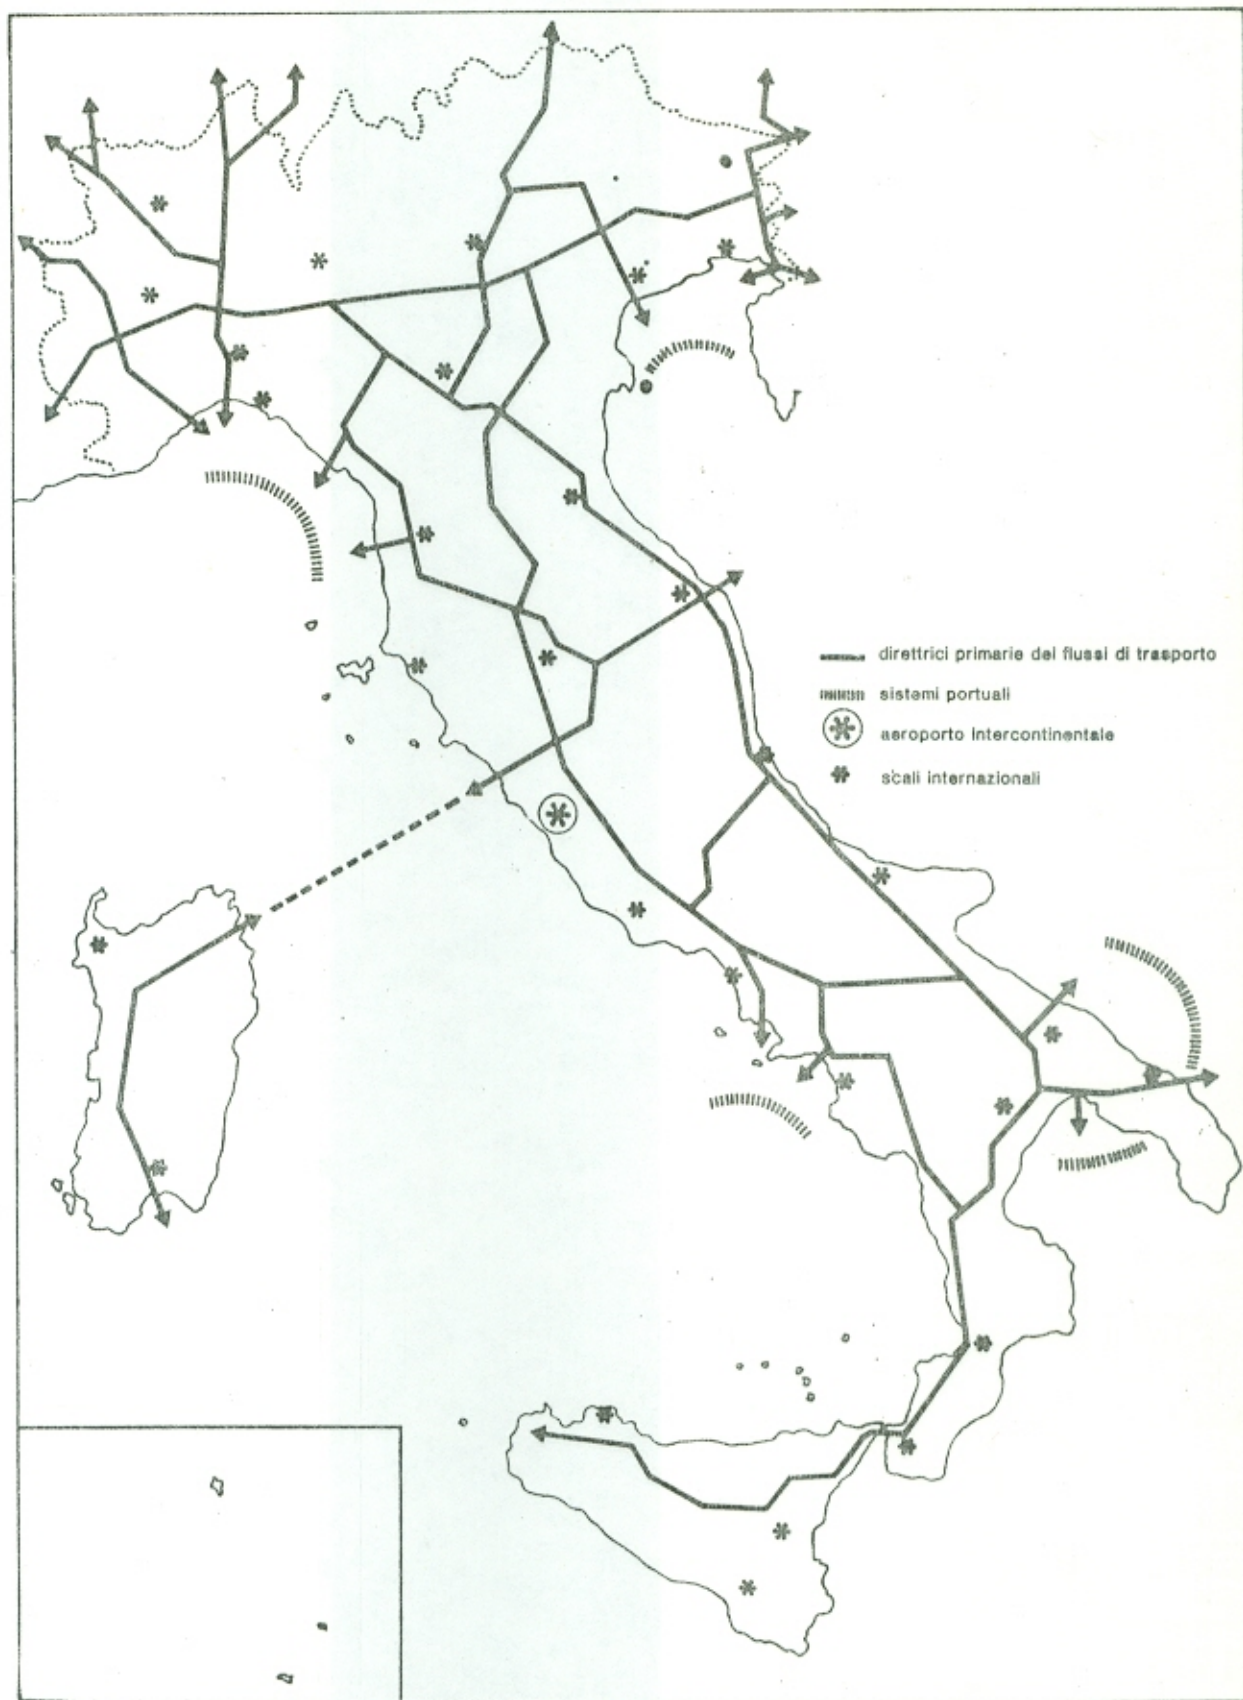 direttrici primarie dei flussi di trasporto
sistemi portuali
aeroporto intercontinentale
scali internazionali